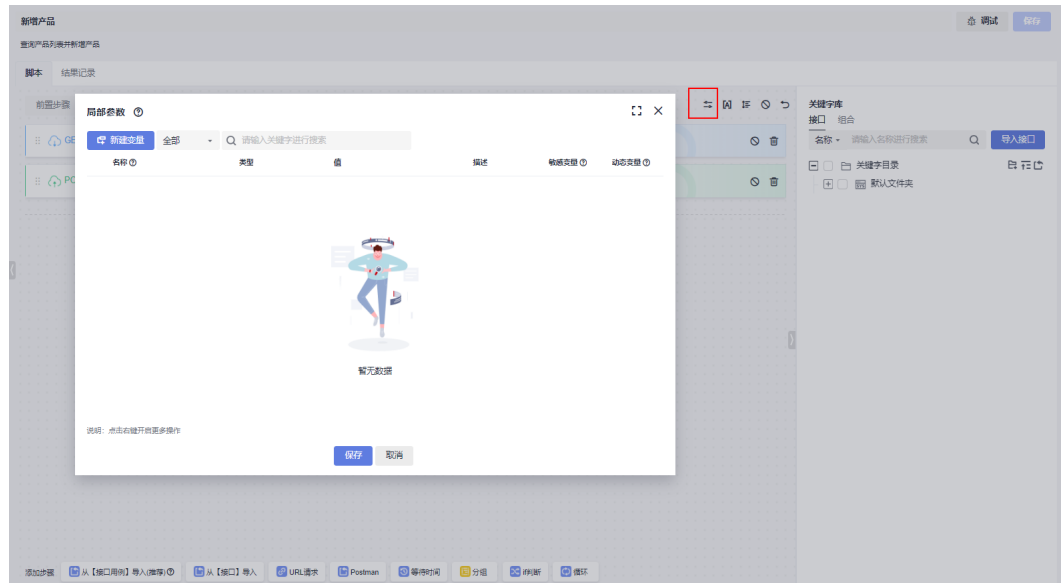 新增产品
调试 保存
查询产品列表并新增产品
脚本 结果记录
前置步骤
局部参数
新建变量 全部 请输入关键字进行搜索
名称 类型 值 描述 敏感变量 动态变量
GE
PO
暂无数据
说明：点击右键开启更多操作
保存 取消
关键字库
接口 组合
名称 请输入名称进行搜索 导入接口
关键字目录
默认文件夹
添加步骤 从【接口用例】导入(推荐) 从【接口】导入 URL请求 Postman 等待时间 分组 if判断 循环